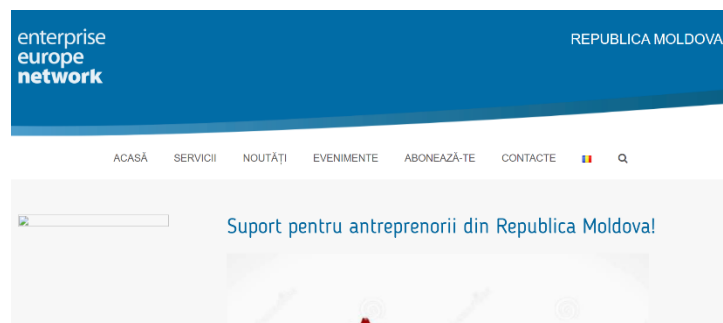 enterprise
europe
network
REPUBLICA MOLDOVA
ACASĂ SERVICII NOUTĂȚI EVENIMENTE ABONEAZĂ-TE CONTACTE
Suport pentru antreprenorii din Republica Moldova!